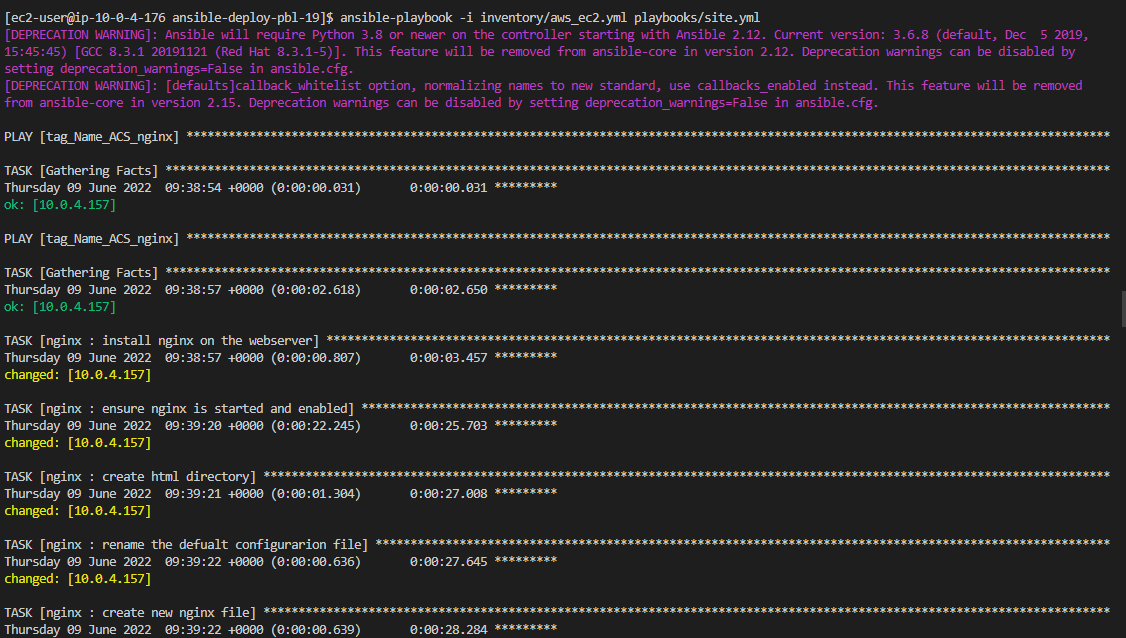 [ec2-user@ip-10-0-4-176 ansible-deploy-pbl-19]$ ansible-playbook -i inventory/aws_ec2.yml playbooks/site.yml
[DEPRECATION WARNING]: Ansible will require Python 3.8 or newer on the controller starting with Ansible 2.12. Current version: 3.6.8 (default, Dec  5 2019,
15:45:45) [GCC 8.3.1 20191121 (Red Hat 8.3.1-5)]. This feature will be removed from ansible-core in version 2.12. Deprecation warnings can be disabled by
setting deprecation_warnings=False in ansible.cfg.
[DEPRECATION WARNING]: [defaults]callback_whitelist option, normalizing names to new standard, use callbacks_enabled instead. This feature will be removed
from ansible-core in version 2.15. Deprecation warnings can be disabled by setting deprecation_warnings=False in ansible.cfg.
PLAY [tag_Name_ACS_nginx] ************************************************************************************************************************************
TASK [Gathering Facts] ***************************************************************************************************************************************
Thursday 09 June 2022  09:38:54 +0000 (0:00:00.031)       0:00:00.031 *********
ok: [10.0.4.157]
PLAY [tag_Name_ACS_nginx] ************************************************************************************************************************************
TASK [Gathering Facts] ***************************************************************************************************************************************
Thursday 09 June 2022  09:38:57 +0000 (0:00:02.618)       0:00:02.650 *********
ok: [10.0.4.157]
TASK [nginx : install nginx on the webserver] ****************************************************************************************************************
Thursday 09 June 2022  09:38:57 +0000 (0:00:00.807)       0:00:03.457 *********
changed: [10.0.4.157]
TASK [nginx : ensure nginx is started and enabled] ***********************************************************************************************************
Thursday 09 June 2022  09:39:20 +0000 (0:00:22.245)       0:00:25.703 *********
changed: [10.0.4.157]
TASK [nginx : create html directory] *************************************************************************************************************************
Thursday 09 June 2022  09:39:21 +0000 (0:00:01.304)       0:00:27.008 *********
changed: [10.0.4.157]
TASK [nginx : rename the defualt configurarion file] *********************************************************************************************************
Thursday 09 June 2022  09:39:22 +0000 (0:00:00.636)       0:00:27.645 *********
changed: [10.0.4.157]
TASK [nginx : create new nginx file] *************************************************************************************************************************
Thursday 09 June 2022  09:39:22 +0000 (0:00:00.639)       0:00:28.284 *********